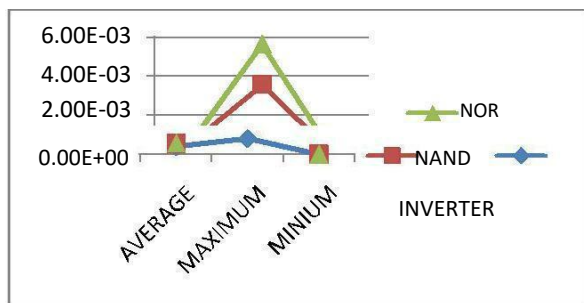 6.00E-03
4.00E-03
2.00E-03
0.00E+00
NOR
NAND
INVERTER
AVERAGE
MAXIMUM
MINIUM